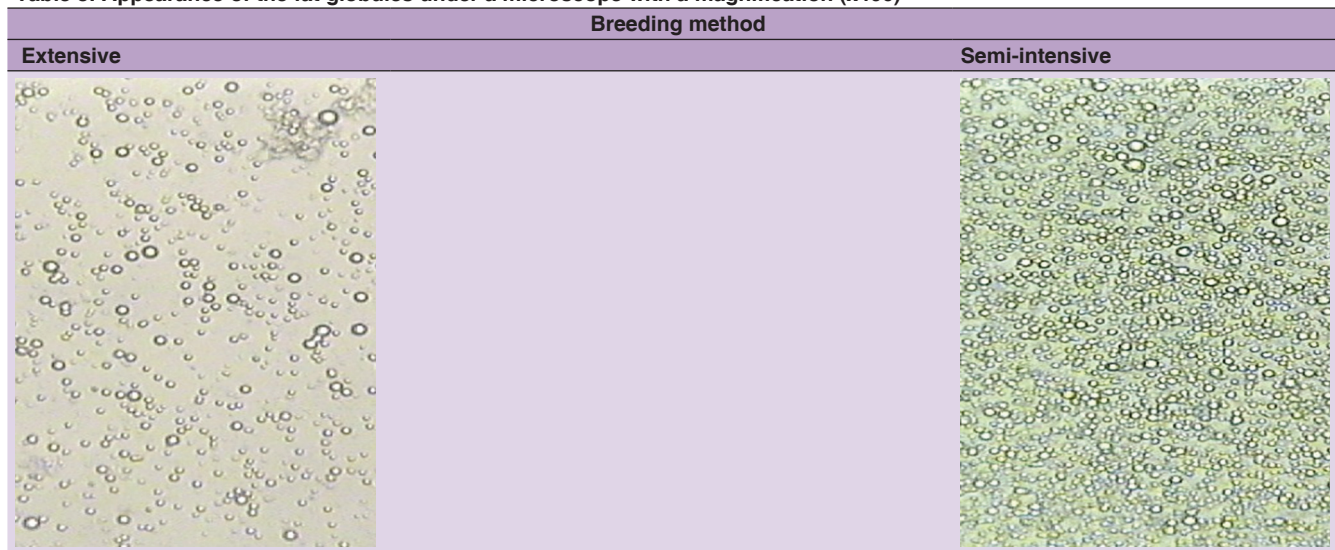 Appearance of the fat globules under a microscope with a magnification
Breeding method
Extensive Semi-intensive